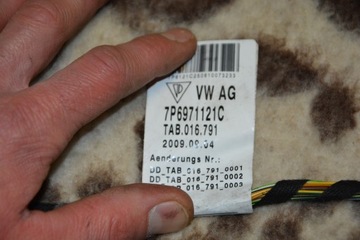 VW AG
7P6971121C
TAB.016.791
2009.09.04
Aenderungs Nr.:
DD_TAB_016_791_0001
DD_TAB_016_791_0002
DD_TAB_016_791_0003